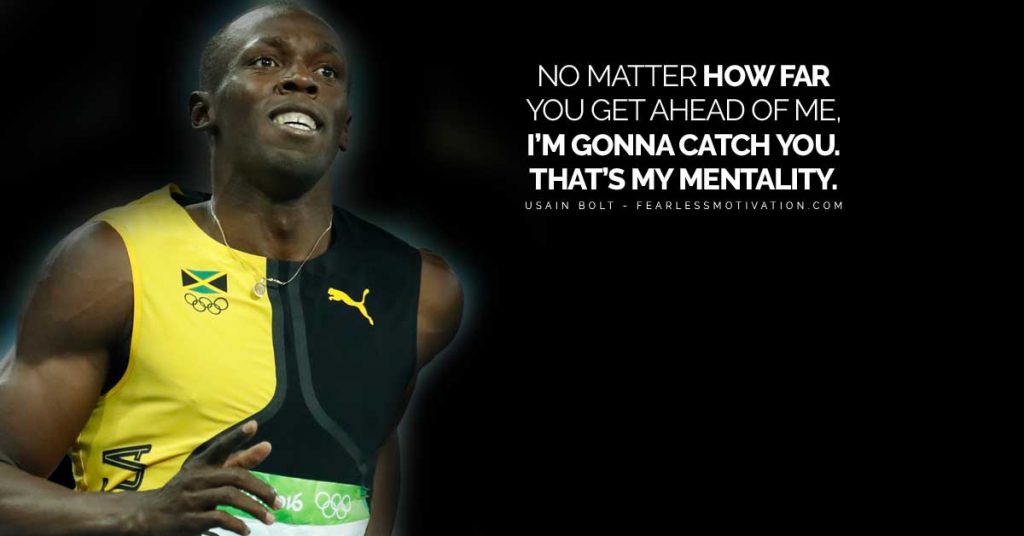 NO MATTER HOW FAR
YOU GET AHEAD OF ME,
I'M GONNA CATCH YOU.
THAT'S MY MENTALITY.
USAIN BOLT - FEARLESSMOTIVATION.COM